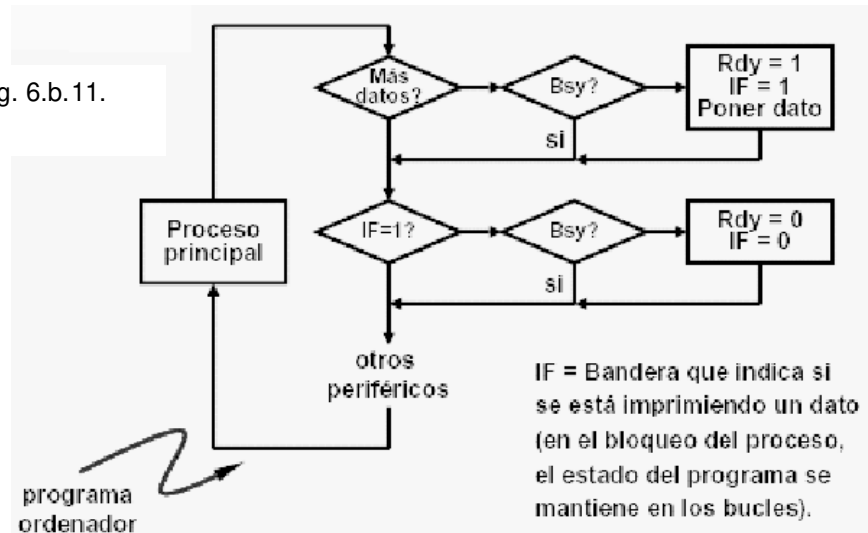 g. 6.b.11.
Más
datos?
Bsy?
Rdy = 1
IF = 1
Poner dato
si
Proceso
principal
IF=1?
Bsy?
Rdy = 0
IF = 0
si
otros
periféricos
IF = Bandera que indica si
se está imprimiendo un dato
(en el bloqueo del proceso,
el estado del programa se
mantiene en los bucles).
programa
ordenador